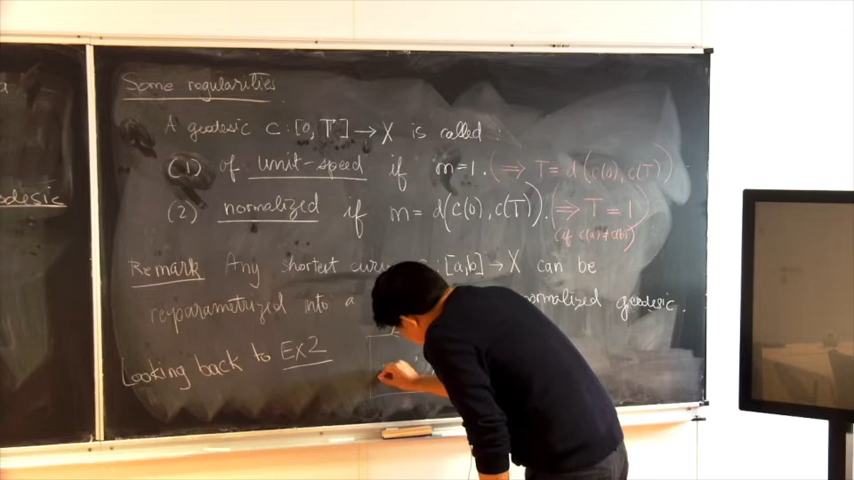 a
odesic
Some regularities
A geodesic c : [0, T] → X is called :
(1) of unit-speed if m=1. (⇒ T = d(c(0), c(T))
(2) normalized if m = d(c(0), c(T)). (⇒ T = 1)
(if c(a)≠c(b))
Remark Any shortest curve : [a,b] → X can be
reparametrized into a normalized geodesic.
Looking back to Ex2